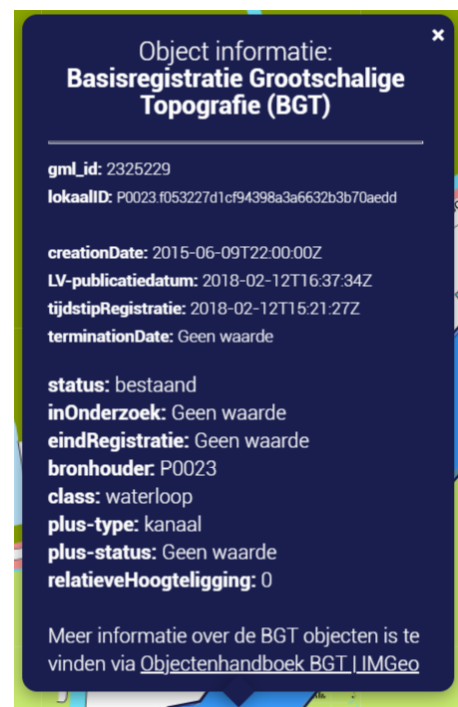 ×
Object informatie:
Basisregistratie Grootschalige
Topografie (BGT)
gml_id: 2325229
lokaalID: P0023.f053227d1cf94398a3a6632b3b70aedd
creationDate: 2015-06-09T22:00:00Z
LV-publicatiedatum: 2018-02-12T16:37:34Z
tijdstipRegistratie: 2018-02-12T15:21:27Z
terminationDate: Geen waarde
status: bestaand
inOnderzoek: Geen waarde
eindRegistratie: Geen waarde
bronhouder: P0023
class: waterloop
plus-type: kanaal
plus-status: Geen waarde
relatieveHoogteligging: 0
Meer informatie over de BGT objecten is te
vinden via Objectenhandboek BGT | IMGeo